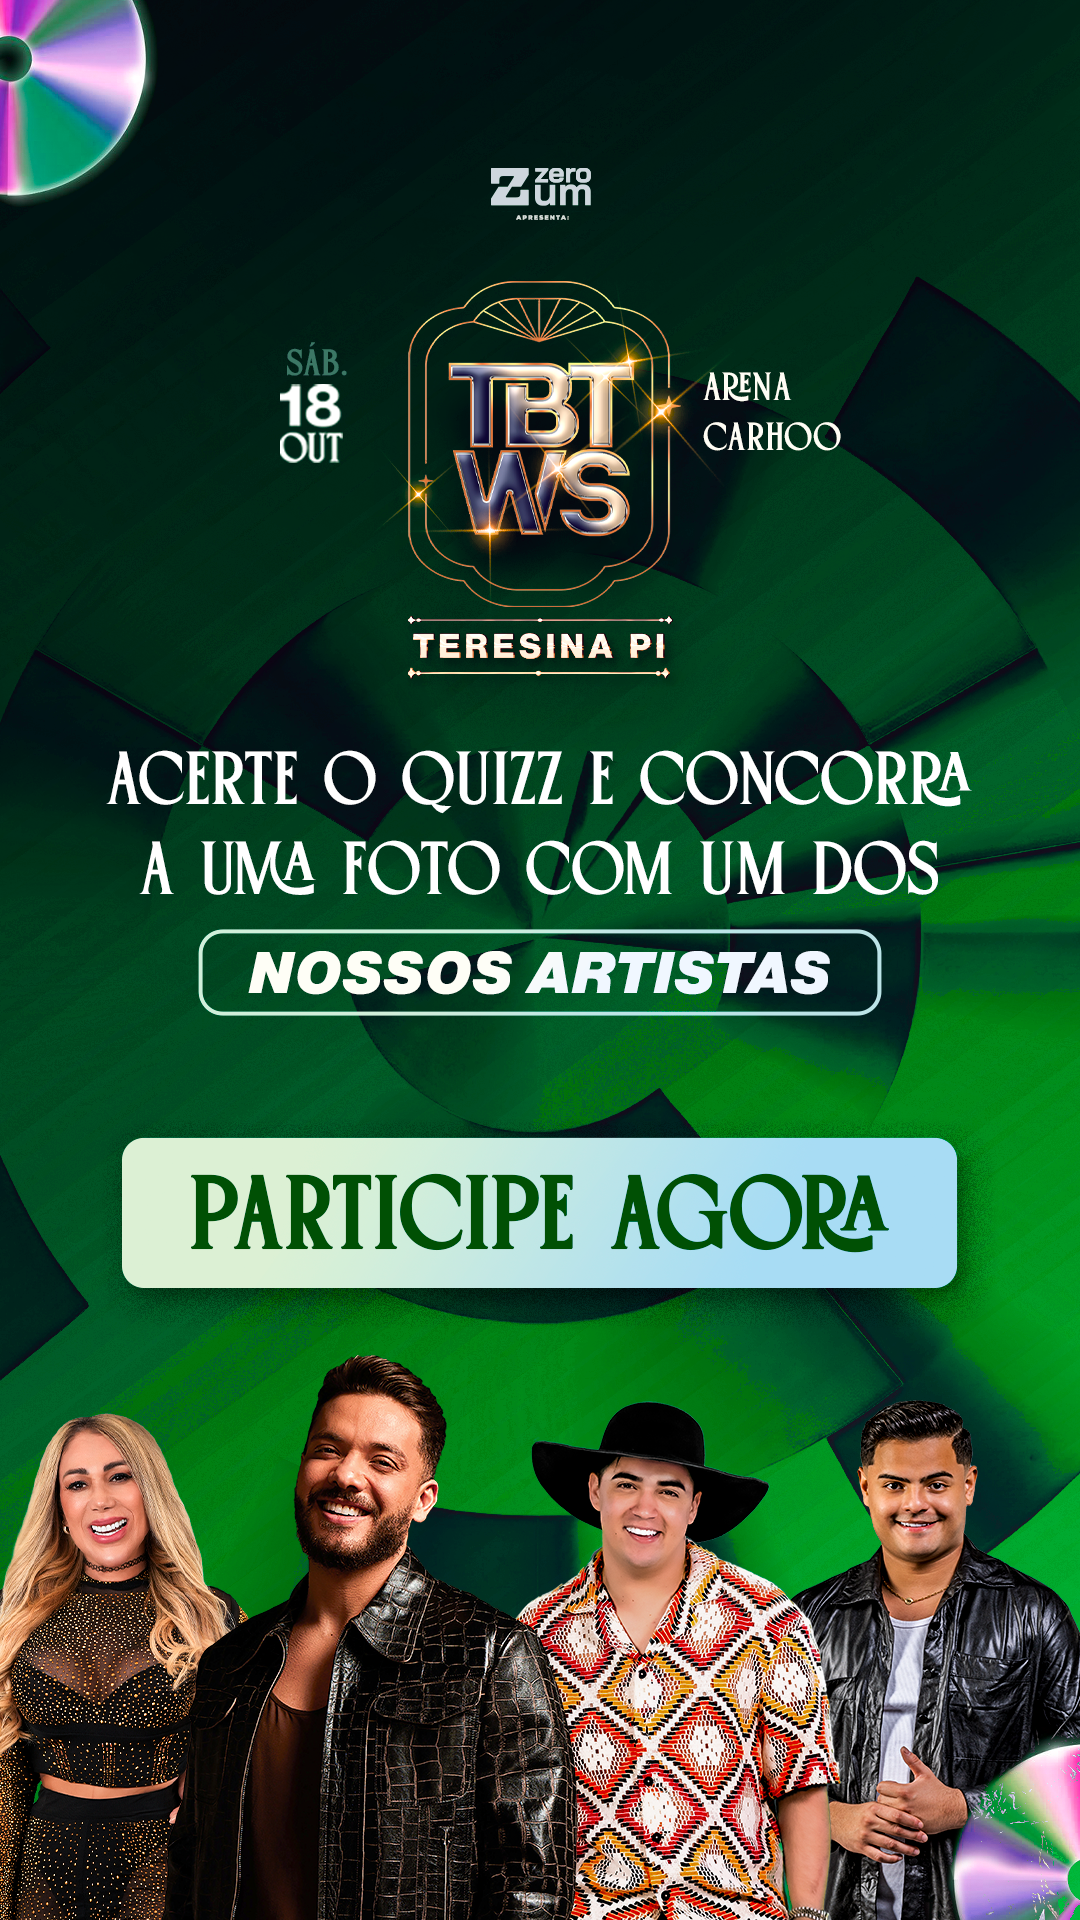 zero
um
APRESENTA:
SÁB.
18
OUT
TBT
WS
ARENA
CARHOO
TERESINA PI
ACERTE O QUIZZ E CONCORRA
A UMA FOTO COM UM DOS
NOSSOS ARTISTAS
PARTICIPE AGORA